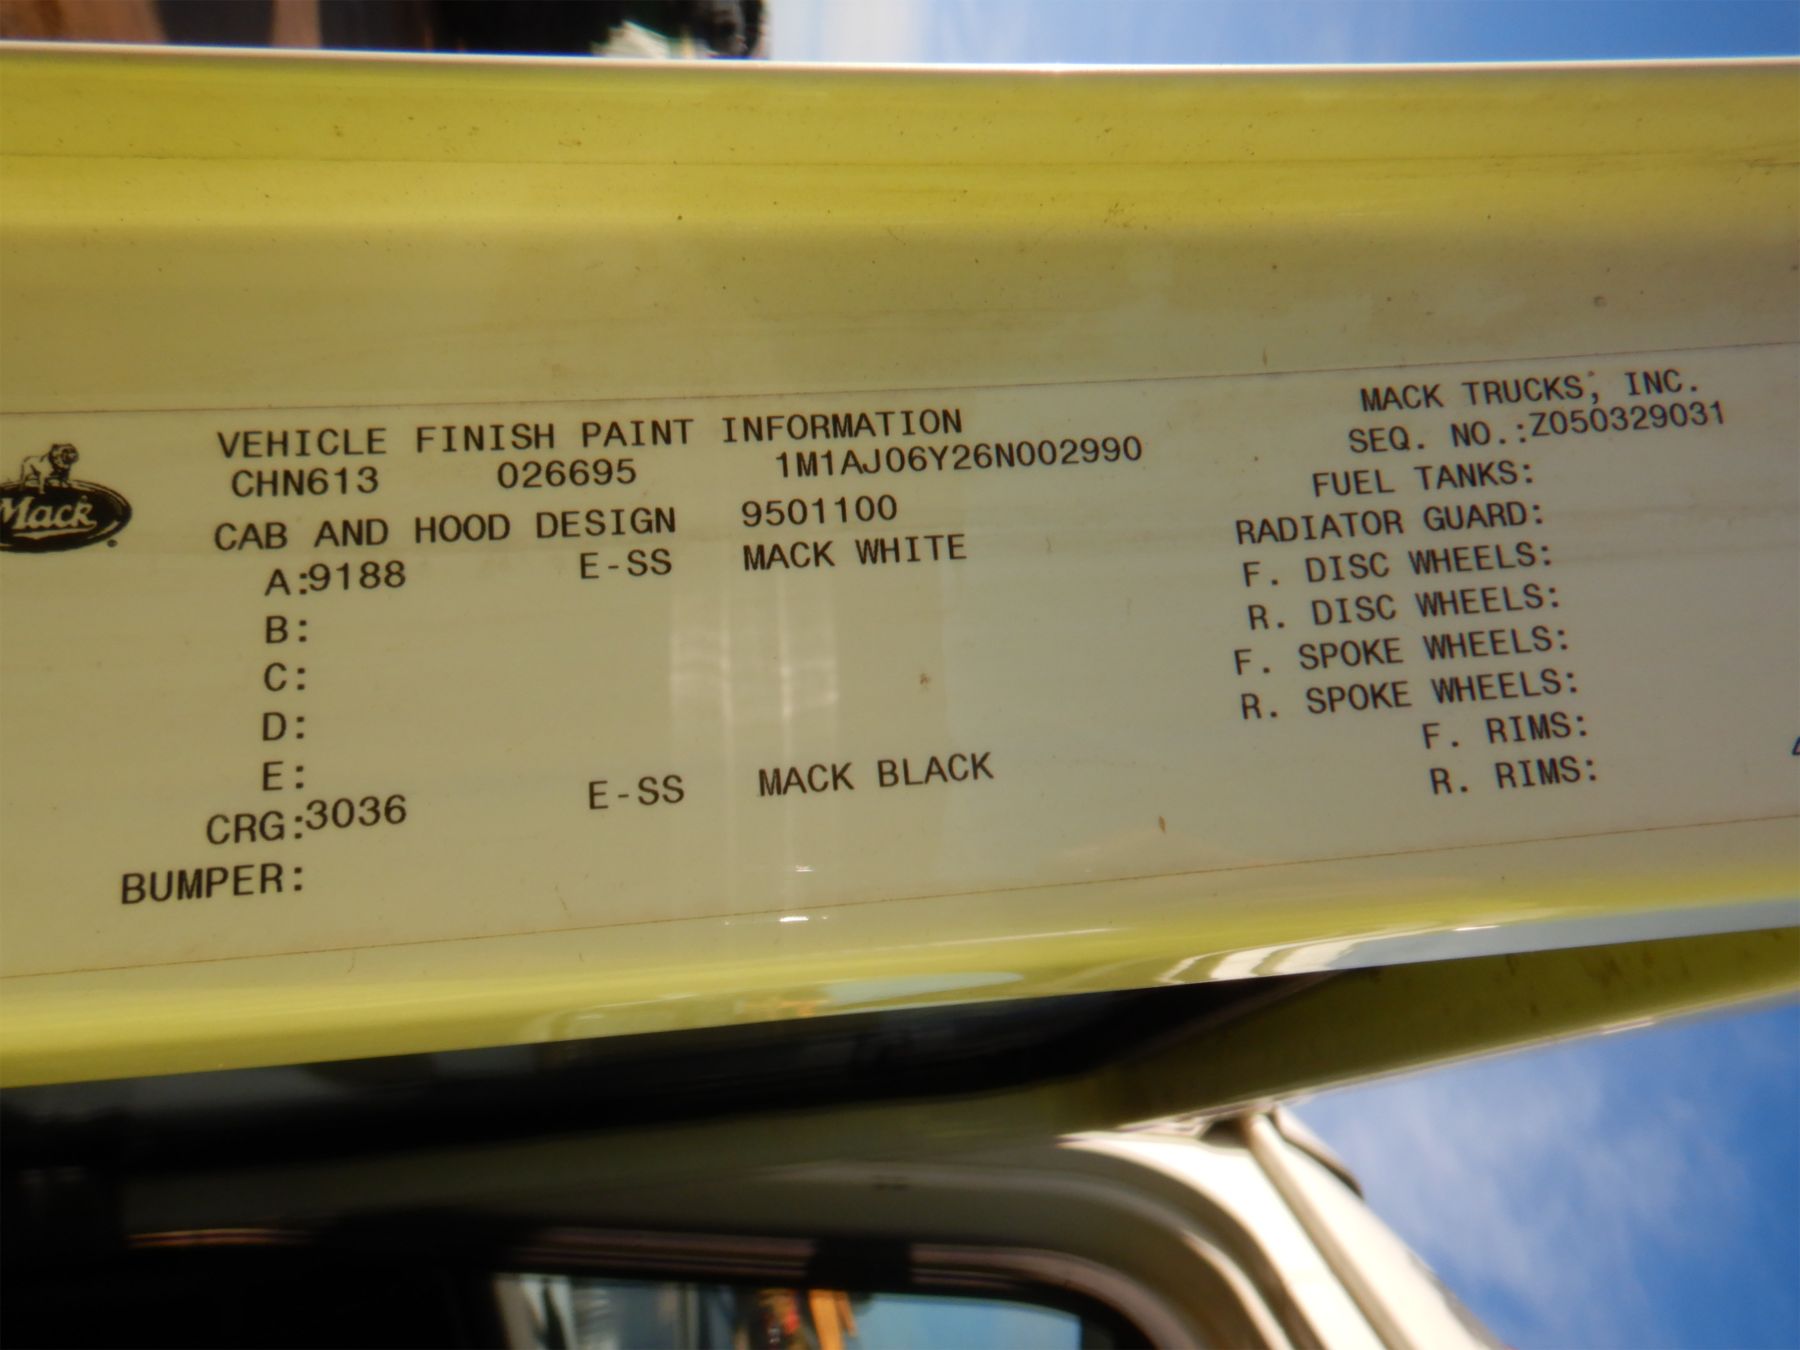 Mack
VEHICLE FINISH PAINT INFORMATION
CHN613 026695 1M1AJ06Y26N002990
CAB AND HOOD DESIGN 9501100
A:9188 E-SS MACK WHITE
B:
C:
D:
E:
CRG:3036 E-SS MACK BLACK
BUMPER:
MACK TRUCKS, INC.
SEQ. NO.:Z050329031
FUEL TANKS:
RADIATOR GUARD:
F. DISC WHEELS:
R. DISC WHEELS:
F. SPOKE WHEELS:
R. SPOKE WHEELS:
F. RIMS:
R. RIMS: